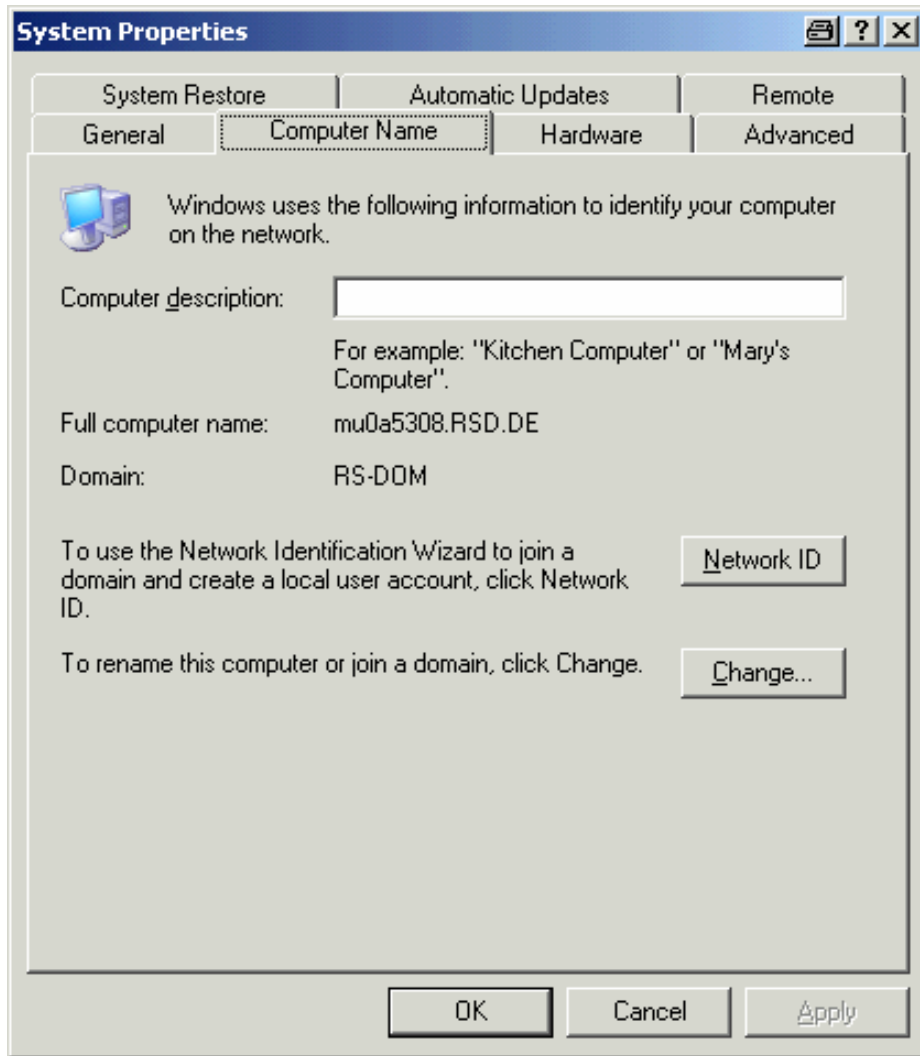 System Properties
System Restore Automatic Updates Remote
General Computer Name Hardware Advanced
Windows uses the following information to identify your computer
on the network.
Computer description:
For example: "Kitchen Computer" or "Mary's
Computer".
Full computer name: mu0a5308.RSD.DE
Domain: RS-DOM
To use the Network Identification Wizard to join a
domain and create a local user account, click Network
ID.
Network ID
To rename this computer or join a domain, click Change.
Change...
OK Cancel Apply